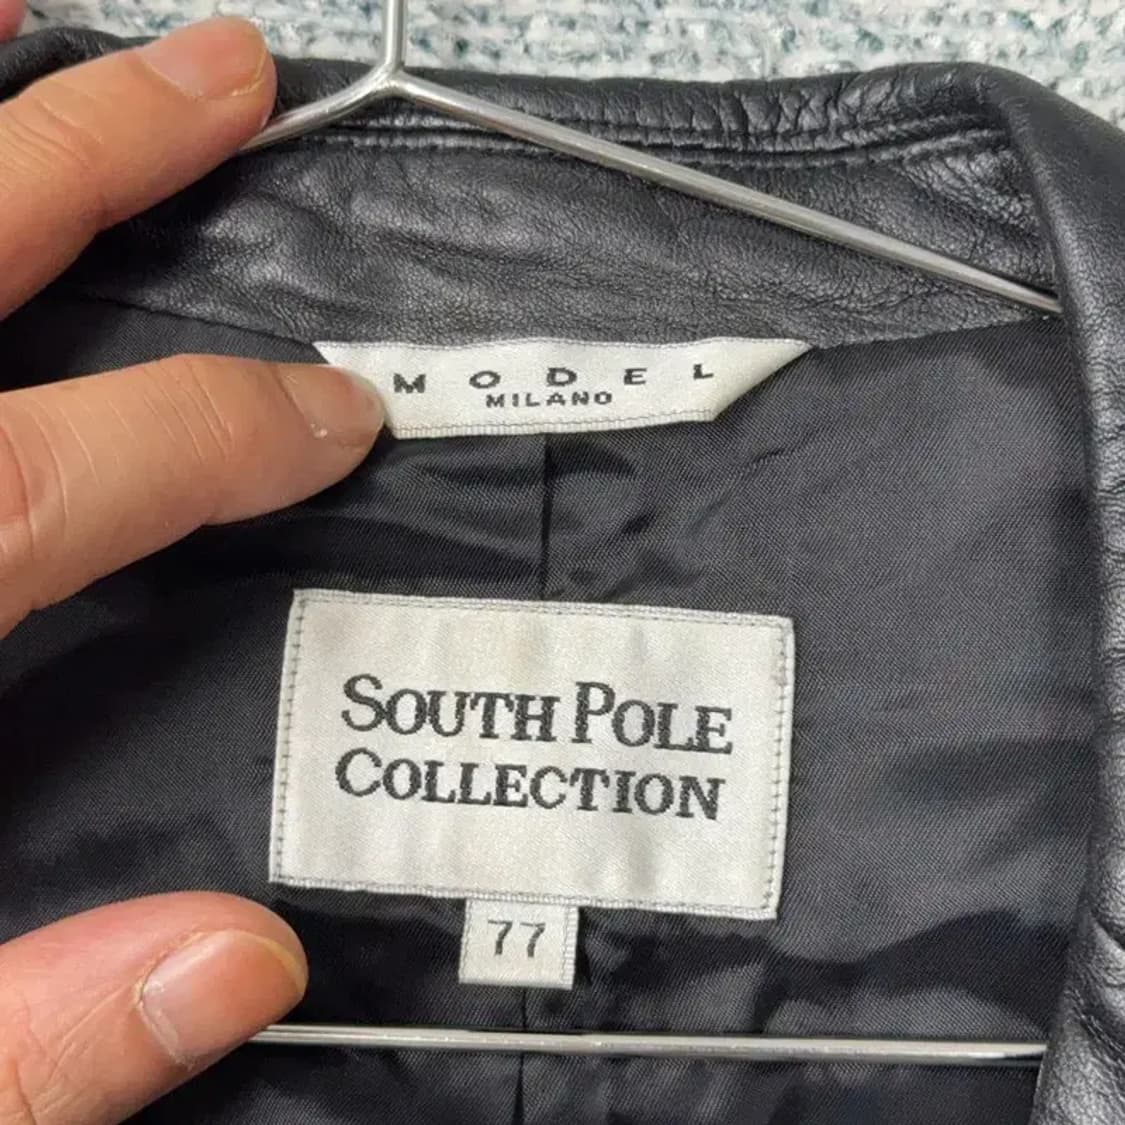 MODEL
MILANO
SOUTH POLE
COLLECTION
77